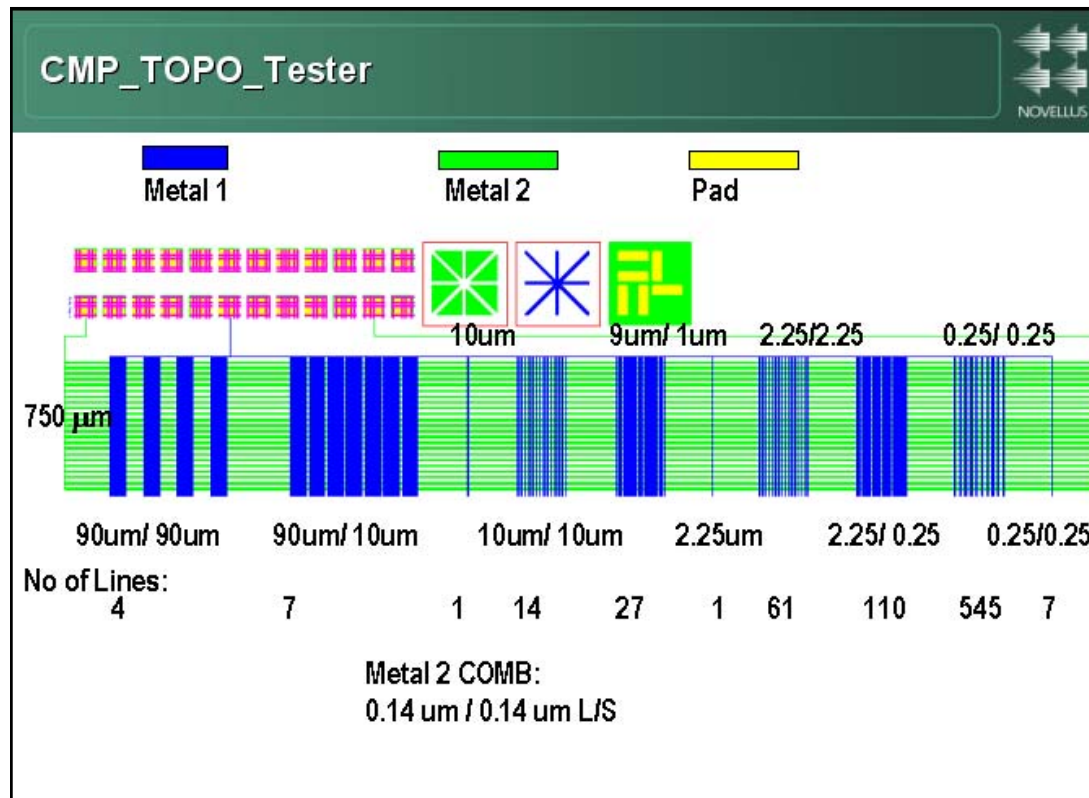 CMP_TOPO_Tester
NOVELLUS
Metal 1 Metal 2 Pad
10um 9um/ 1um 2.25/2.25 0.25/ 0.25
750 μm
90um/ 90um 90um/ 10um 10um/ 10um 2.25um 2.25/ 0.25 0.25/0.25
No of Lines:
4 7 1 14 27 1 61 110 545 7
Metal 2 COMB:
0.14 um / 0.14 um L/S